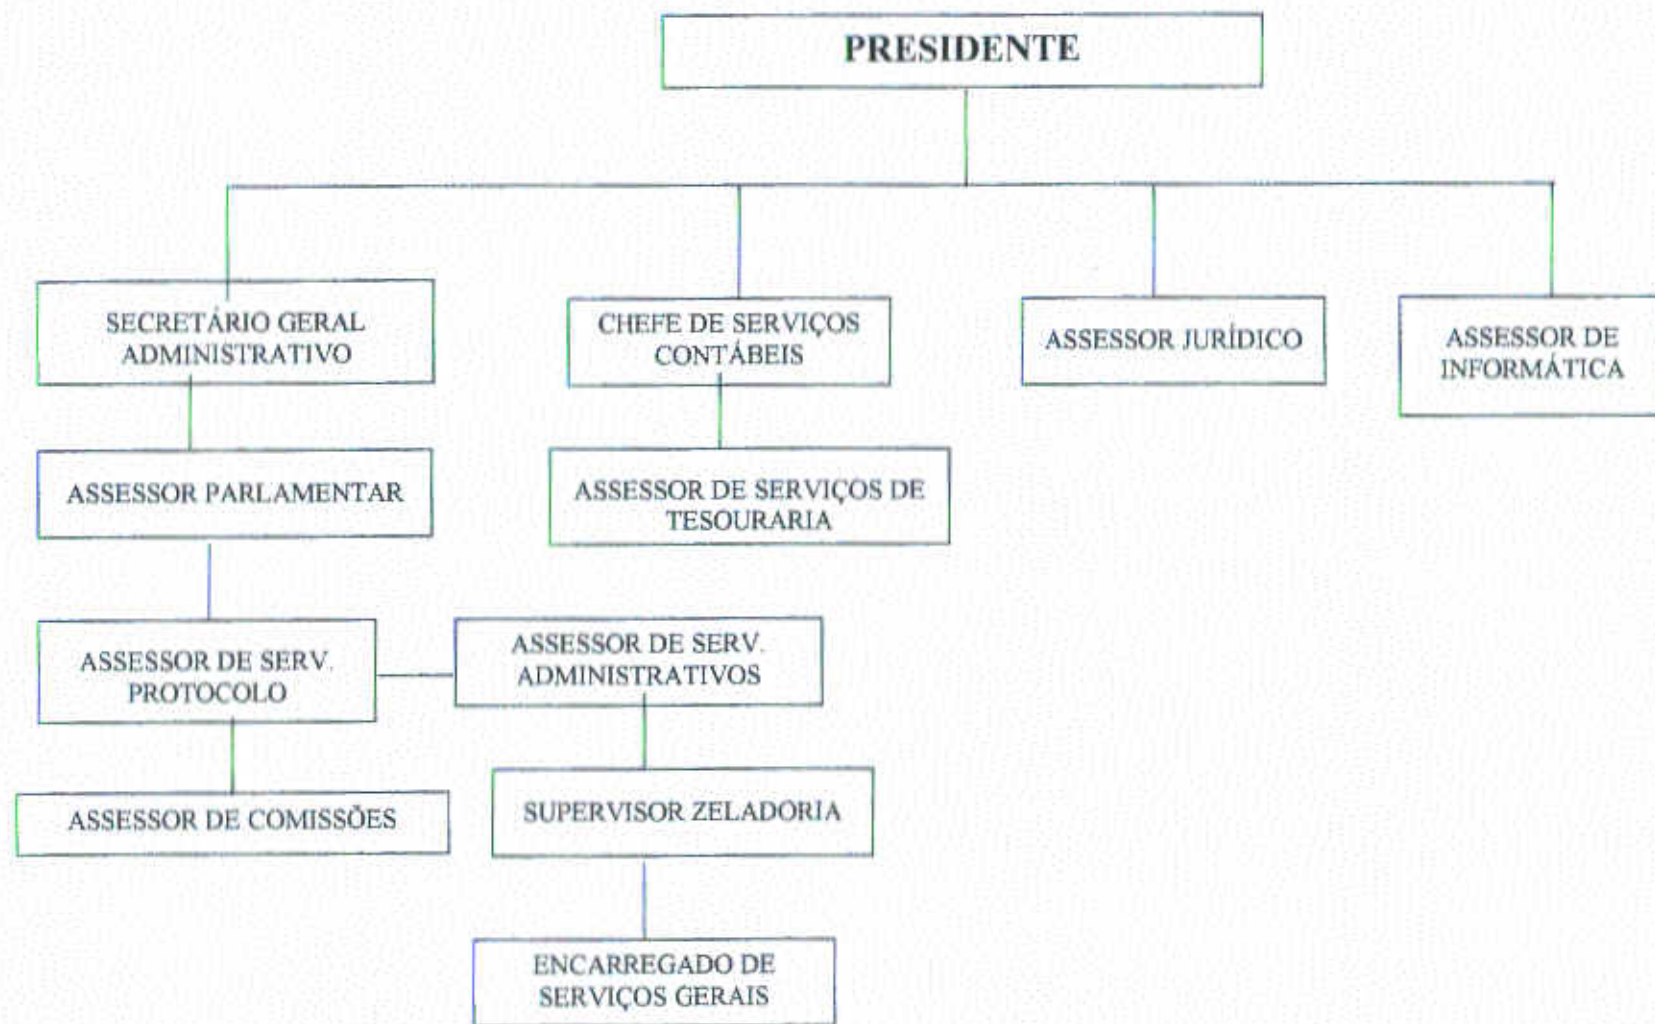 PRESIDENTE
SECRETÁRIO GERAL
ADMINISTRATIVO
CHEFE DE SERVIÇOS
CONTÁBEIS
ASSESSOR JURÍDICO
ASSESSOR DE
INFORMÁTICA
ASSESSOR PARLAMENTAR
ASSESSOR DE SERVIÇOS DE
TESOURARIA
ASSESSOR DE SERV.
PROTOCOLO
ASSESSOR DE SERV.
ADMINISTRATIVOS
ASSESSOR DE COMISSÕES
SUPERVISOR ZELADORIA
ENCARREGADO DE
SERVIÇOS GERAIS